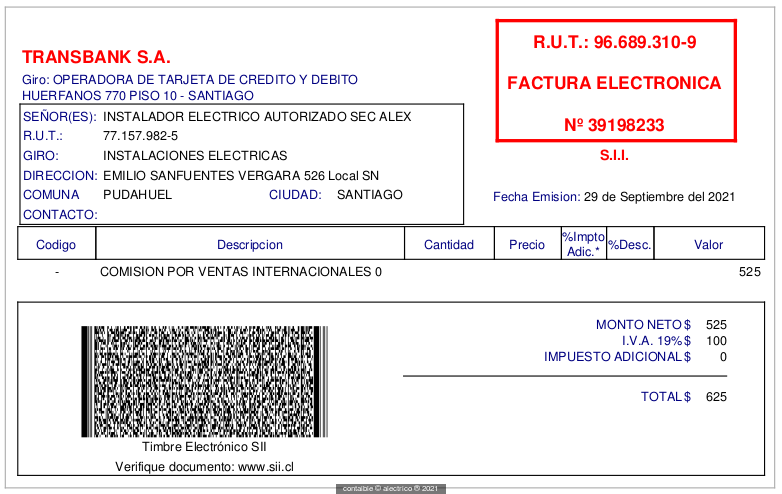 TRANSBANK S.A.
Giro: OPERADORA DE TARJETA DE CREDITO Y DEBITO
HUERFANOS 770 PISO 10 - SANTIAGO
R.U.T.: 96.689.310-9
FACTURA ELECTRONICA
Nº 39198233
S.I.I.
SEÑOR(ES): INSTALADOR ELECTRICO AUTORIZADO SEC ALEX
R.U.T.: 77.157.982-5
GIRO: INSTALACIONES ELECTRICAS
DIRECCION: EMILIO SANFUENTES VERGARA 526 Local SN
COMUNA PUDAHUEL CIUDAD: SANTIAGO
CONTACTO:
Fecha Emision: 29 de Septiembre del 2021
Codigo Descripcion Cantidad Precio %Impto Adic.* %Desc. Valor
- COMISION POR VENTAS INTERNACIONALES 0 525
MONTO NETO $ 525
I.V.A. 19% $ 100
IMPUESTO ADICIONAL $ 0
TOTAL $ 625
Timbre Electrónico SII
Verifique documento: www.sii.cl
contaible © alectrico ® 2021